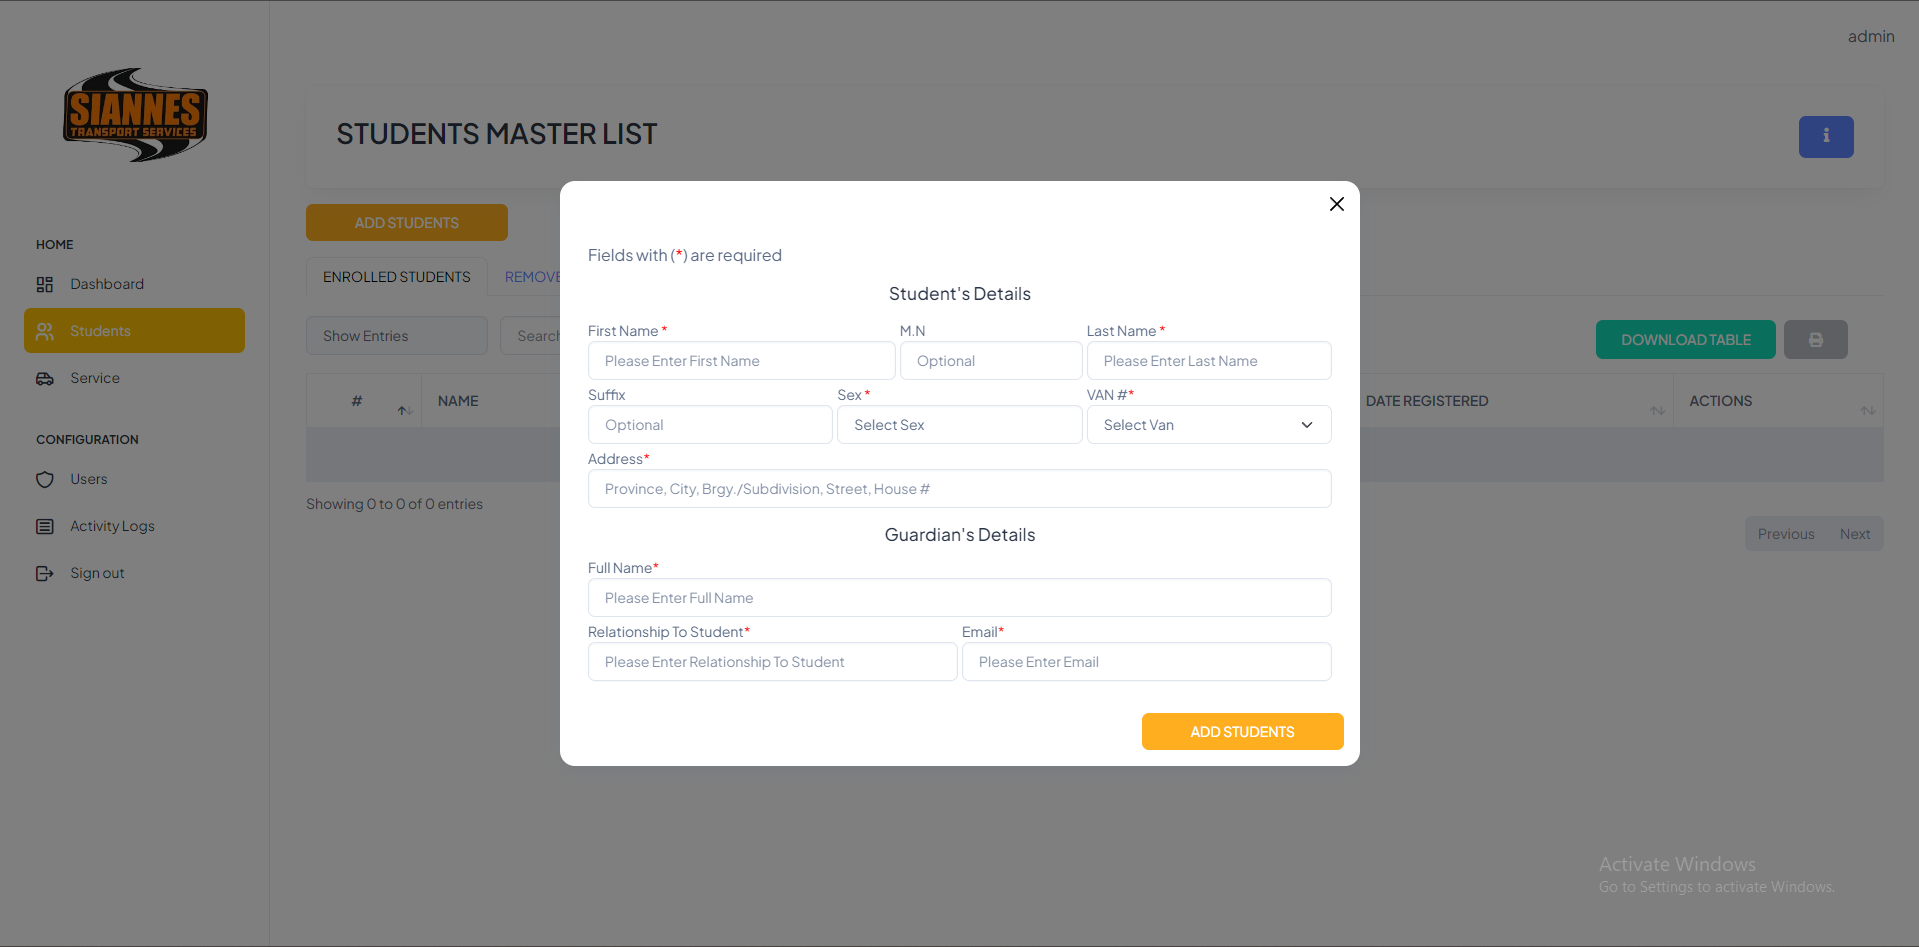 admin
SIANNES
TRANSPORT SERVICES
STUDENTS MASTER LIST
ADD STUDENTS
HOME
Dashboard
Students
Service
CONFIGURATION
Users
Activity Logs
Sign out
ENROLLED STUDENTS REMOVE
Show Entries Search DOWNLOAD TABLE
# NAME DATE REGISTERED ACTIONS
Showing 0 to 0 of 0 entries
Previous Next
Fields with (*) are required
Student's Details
First Name * M.N Last Name *
Please Enter First Name Optional Please Enter Last Name
Suffix Sex * VAN #*
Optional Select Sex Select Van
Address*
Province, City, Brgy./Subdivision, Street, House #
Guardian's Details
Full Name*
Please Enter Full Name
Relationship To Student* Email*
Please Enter Relationship To Student Please Enter Email
ADD STUDENTS
Activate Windows
Go to Settings to activate Windows.